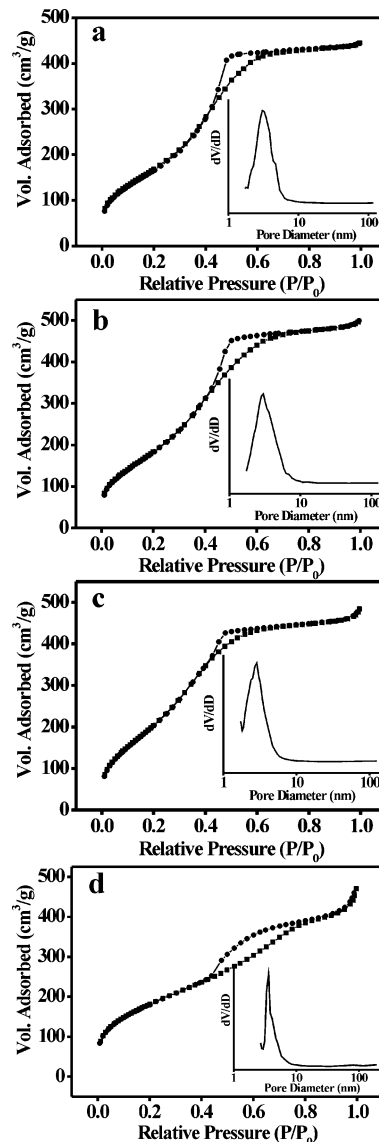 a
500
400
300
200
100
0
Vol. Adsorbed (cm³/g)
dV/dD
1 10 100
Pore Diameter (nm)
0.0 0.2 0.4 0.6 0.8 1.0
Relative Pressure (P/P₀)
b
500
400
300
200
100
0
Vol. Adsorbed (cm³/g)
dV/dD
1 10 100
Pore Diameter (nm)
0.0 0.2 0.4 0.6 0.8 1.0
Relative Pressure (P/P₀)
c
500
400
300
200
100
0
Vol. Adsorbed (cm³/g)
dV/dD
1 10 100
Pore Diameter (nm)
0.0 0.2 0.4 0.6 0.8 1.0
Relative Pressure (P/P₀)
d
500
400
300
200
100
0
Vol. Adsorbed (cm³/g)
dV/dD
1 10 100
Pore Diameter (nm)
0.0 0.2 0.4 0.6 0.8 1.0
Relative Pressure (P/P₀)